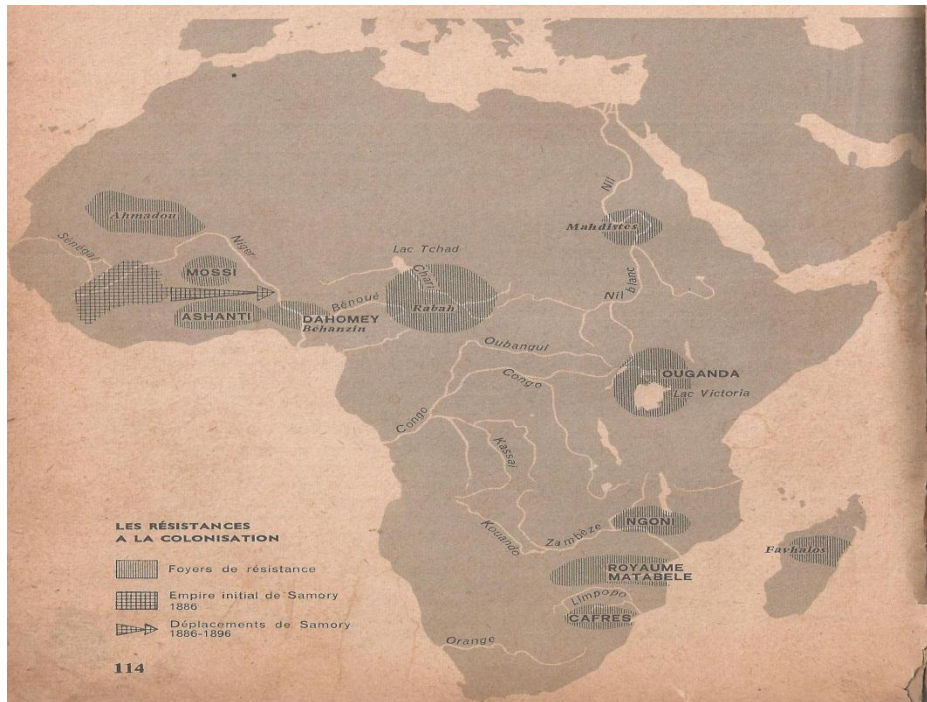 Nil
Ahmadou
Mahdistes
Sénégal
Niger
Lac Tchad
MOSSI
Chari
Nil blanc
Bénoué
Rabah
ASHANTI
DAHOMEY
Béhanzin
Oubangui
OUGANDA
Congo
Lac Victoria
Congo
Kassaï
LES RÉSISTANCES
A LA COLONISATION
NGONI
Kouando
Zambèze
Favhalos
Foyers de résistance
ROYAUME
MATABELE
Empire initial de Samory
1886
Limpopo
CAFRES
Déplacements de Samory
1886-1896
Orange
114